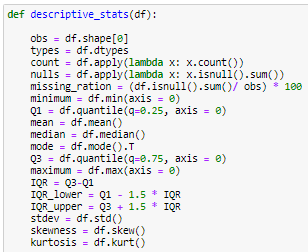 def descriptive_stats(df):
obs = df.shape[0]
types = df.dtypes
count = df.apply(lambda x: x.count())
nulls = df.apply(lambda x: x.isnull().sum())
missing_ration = (df.isnull().sum()/ obs) * 100
minimum = df.min(axis = 0)
Q1 = df.quantile(q=0.25, axis = 0)
mean = df.mean()
median = df.median()
mode = df.mode().T
Q3 = df.quantile(q=0.75, axis = 0)
maximum = df.max(axis = 0)
IQR = Q3-Q1
IQR_lower = Q1 - 1.5 * IQR
IQR_upper = Q3 + 1.5 * IQR
stdev = df.std()
skewness = df.skew()
kurtosis = df.kurt()